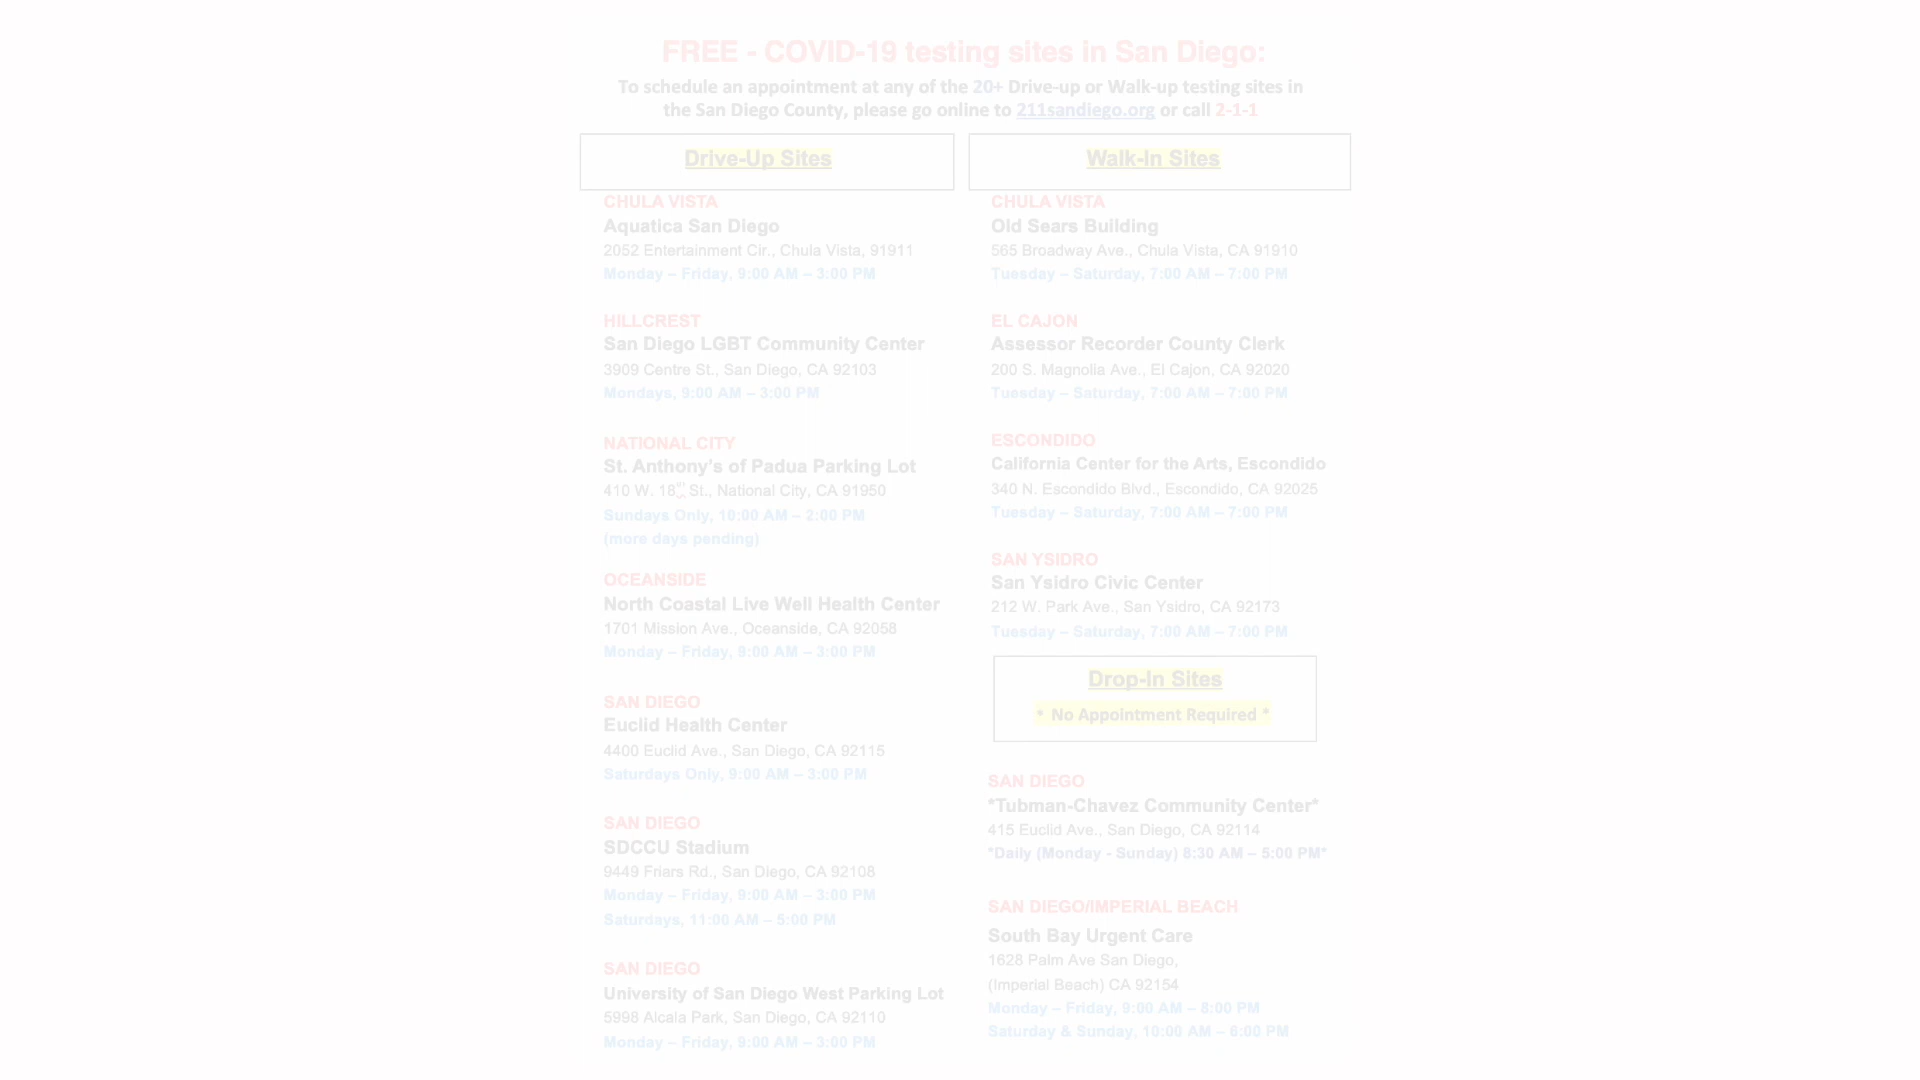 FREE - COVID-19 testing sites in San Diego:
To schedule an appointment at any of the 20+ Drive-up or Walk-up testing sites in
the San Diego County, please go online to 211sandiego.org or call 2-1-1
Drive-Up Sites
CHULA VISTA
Aquatica San Diego
2052 Entertainment Cir., Chula Vista, 91911
Monday – Friday, 9:00 AM – 3:00 PM
HILLCREST
San Diego LGBT Community Center
3909 Centre St., San Diego, CA 92103
Mondays, 9:00 AM – 3:00 PM
NATIONAL CITY
St. Anthony's of Padua Parking Lot
410 W. 18th St., National City, CA 91950
Sundays Only, 10:00 AM – 2:00 PM
(more days pending)
OCEANSIDE
North Coastal Live Well Health Center
1701 Mission Ave., Oceanside, CA 92058
Monday – Friday, 9:00 AM – 3:00 PM
SAN DIEGO
Euclid Health Center
4400 Euclid Ave., San Diego, CA 92115
Saturdays Only, 9:00 AM – 3:00 PM
SAN DIEGO
SDCCU Stadium
9449 Friars Rd., San Diego, CA 92108
Monday – Friday, 9:00 AM – 3:00 PM
Saturdays, 11:00 AM – 5:00 PM
SAN DIEGO
University of San Diego West Parking Lot
5998 Alcala Park, San Diego, CA 92110
Monday – Friday, 9:00 AM – 3:00 PM
Walk-In Sites
CHULA VISTA
Old Sears Building
565 Broadway Ave., Chula Vista, CA 91910
Tuesday – Saturday, 7:00 AM – 7:00 PM
EL CAJON
Assessor Recorder County Clerk
200 S. Magnolia Ave., El Cajon, CA 92020
Tuesday – Saturday, 7:00 AM – 7:00 PM
ESCONDIDO
California Center for the Arts, Escondido
340 N. Escondido Blvd., Escondido, CA 92025
Tuesday – Saturday, 7:00 AM – 7:00 PM
SAN YSIDRO
San Ysidro Civic Center
212 W. Park Ave., San Ysidro, CA 92173
Tuesday – Saturday, 7:00 AM – 7:00 PM
Drop-In Sites
* No Appointment Required *
SAN DIEGO
*Tubman-Chavez Community Center*
415 Euclid Ave., San Diego, CA 92114
*Daily (Monday - Sunday) 8:30 AM – 5:00 PM*
SAN DIEGO/IMPERIAL BEACH
South Bay Urgent Care
1628 Palm Ave San Diego,
(Imperial Beach) CA 92154
Monday – Friday, 9:00 AM – 8:00 PM
Saturday & Sunday, 10:00 AM – 6:00 PM